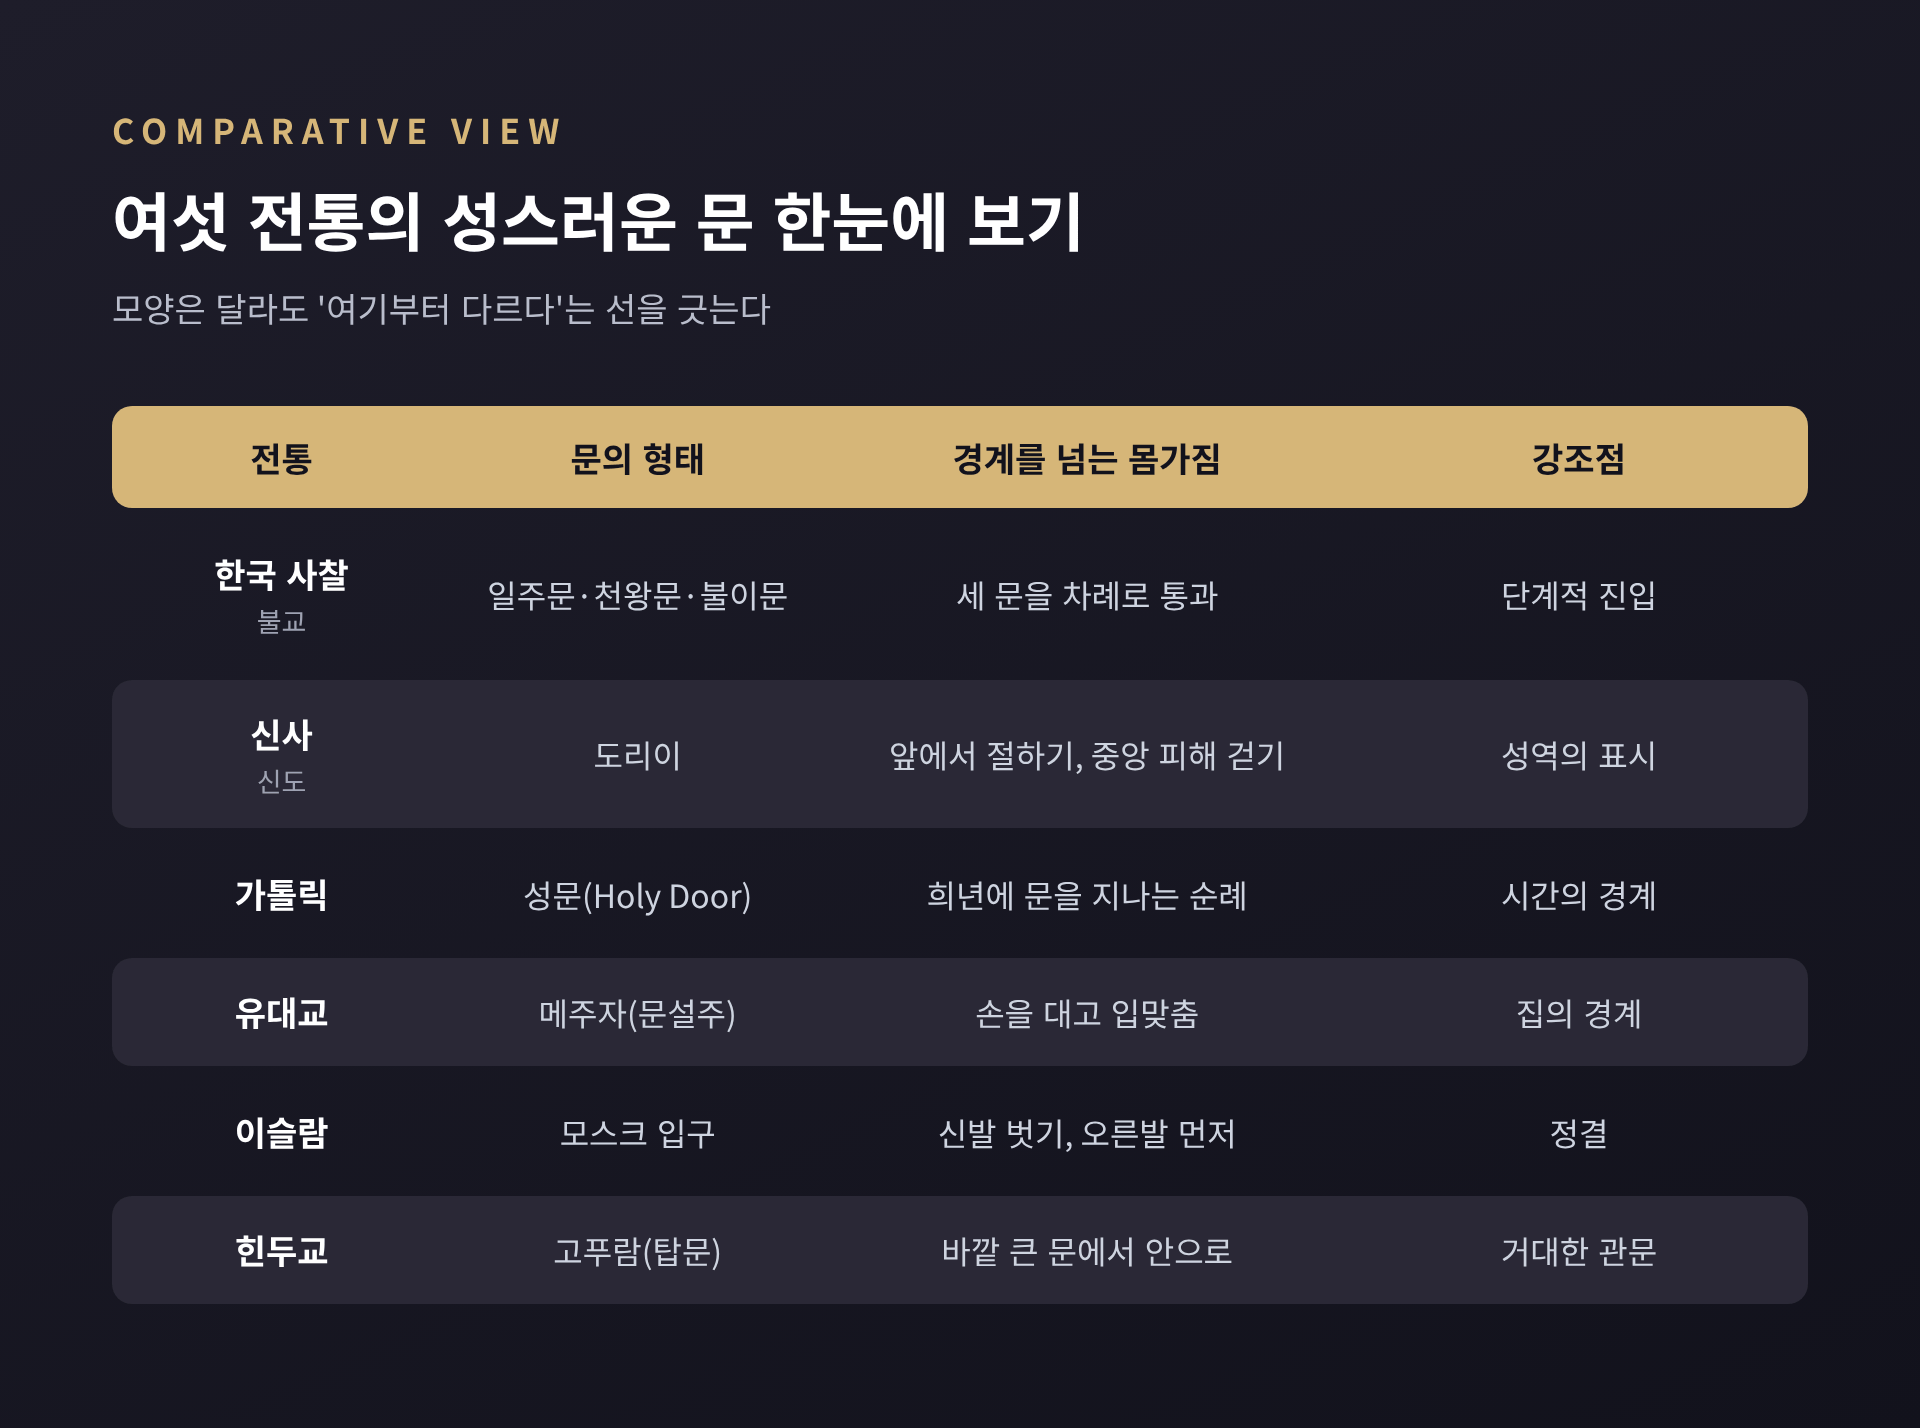 COMPARATIVE VIEW
여섯 전통의 성스러운 문 한눈에 보기
모양은 달라도 '여기부터 다르다'는 선을 긋는다
전통 문의 형태 경계를 넘는 몸가짐 강조점
한국 사찰
불교
일주문·천왕문·불이문 세 문을 차례로 통과 단계적 진입
신사
신도
도리이 앞에서 절하기, 중앙 피해 걷기 성역의 표시
가톨릭 성문(Holy Door) 희년에 문을 지나는 순례 시간의 경계
유대교 메주자(문설주) 손을 대고 입맞춤 집의 경계
이슬람 모스크 입구 신발 벗기, 오른발 먼저 정결
힌두교 고푸람(탑문) 바깥 큰 문에서 안으로 거대한 관문